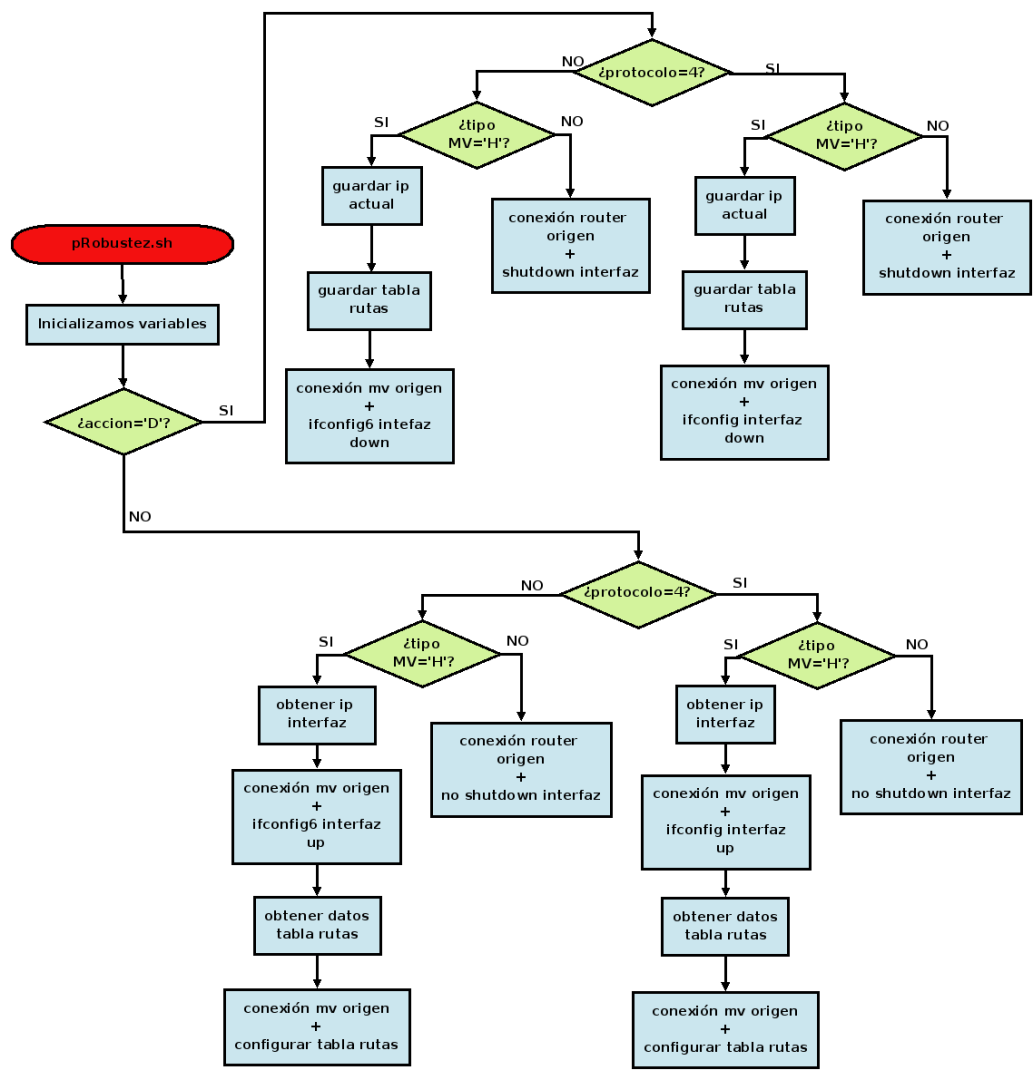 ¿protocolo=4?
NO
SI
¿tipo
MV='H'?
SI
NO
¿tipo
MV='H'?
SI
NO
guardar ip
actual
conexión router
origen
+
shutdown interfaz
guardar ip
actual
conexión router
origen
+
shutdown interfaz
pRobustez.sh
guardar tabla
rutas
guardar tabla
rutas
Inicializamos variables
conexión mv origen
+
ifconfig6 intefaz
down
conexión mv origen
+
ifconfig interfaz
down
¿accion='D'?
SI
NO
¿protocolo=4?
NO
SI
¿tipo
MV='H'?
SI
NO
¿tipo
MV='H'?
SI
NO
obtener ip
interfaz
conexión router
origen
+
no shutdown interfaz
obtener ip
interfaz
conexión router
origen
+
no shutdown interfaz
conexión mv origen
+
ifconfig6 interfaz
up
conexión mv origen
+
ifconfig interfaz
up
obtener datos
tabla rutas
obtener datos
tabla rutas
conexión mv origen
+
configurar tabla rutas
conexión mv origen
+
configurar tabla rutas